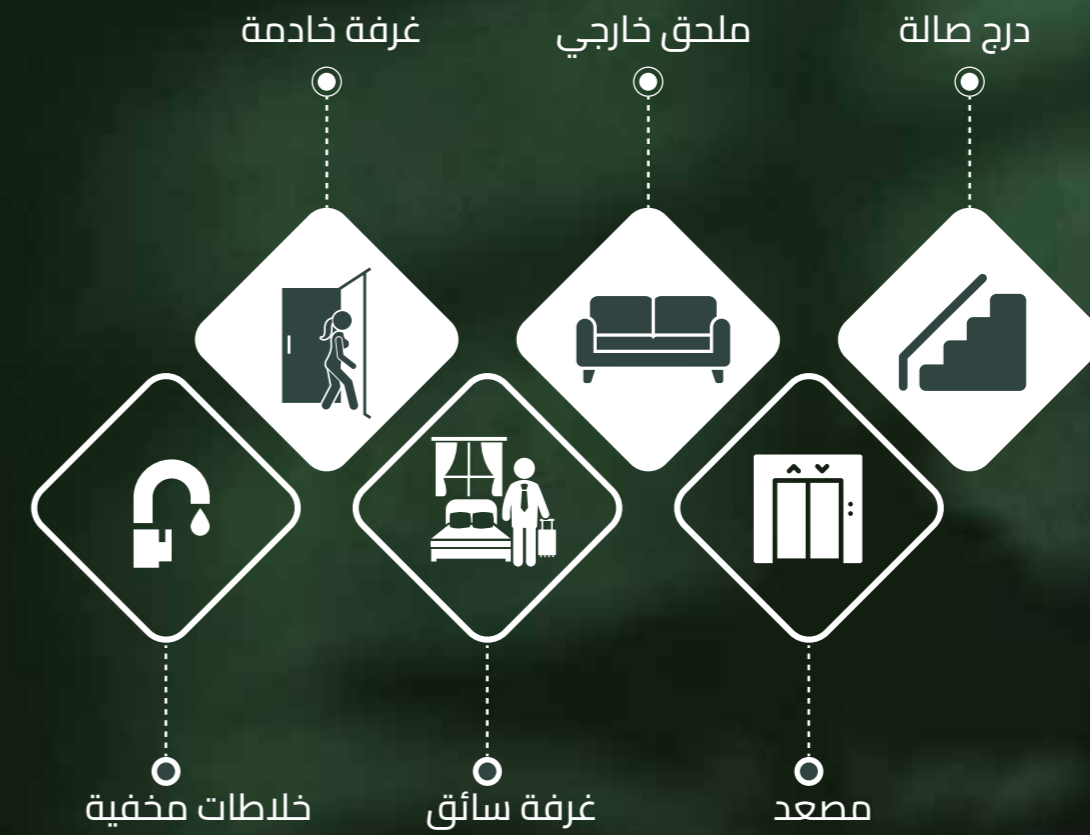 درج صالة
ملحق خارجي
غرفة خادمة
مصعد
غرفة سائق
خلاطات مخفية